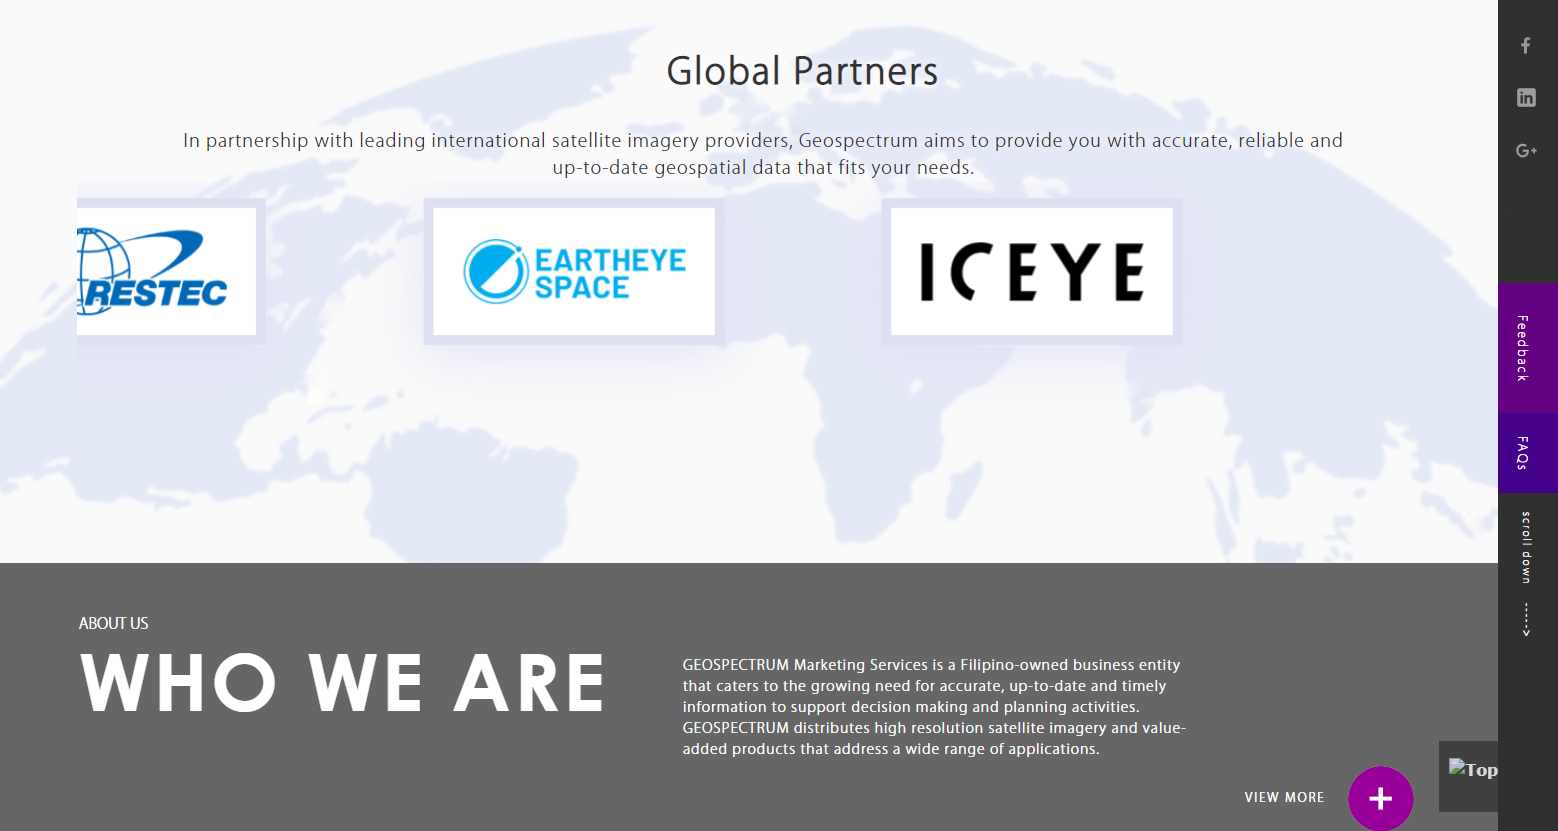 Global Partners
In partnership with leading international satellite imagery providers, Geospectrum aims to provide you with accurate, reliable and
up-to-date geospatial data that fits your needs.
RESTEC
EARTHEYE
SPACE
ICEYE
ABOUT US
WHO WE ARE
GEOSPECTRUM Marketing Services is a Filipino-owned business entity
that caters to the growing need for accurate, up-to-date and timely
information to support decision making and planning activities.
GEOSPECTRUM distributes high resolution satellite imagery and value-
added products that address a wide range of applications.
VIEW MORE
+
Top
f
in
G+
Feedback
FAQs
scroll down ----->